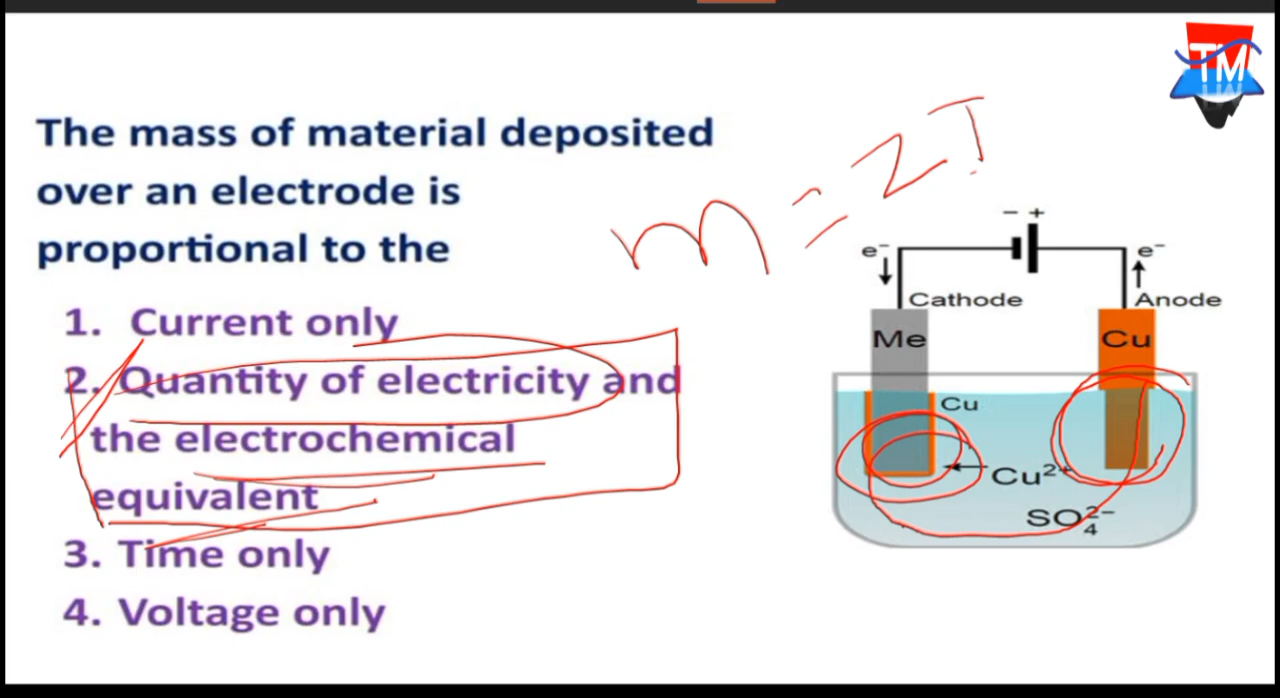 TM
The mass of material deposited
over an electrode is
proportional to the
m = ZI
1. Current only
2. Quantity of electricity and
the electrochemical
equivalent
3. Time only
4. Voltage only
− +
e⁻
e⁻
Cathode
Anode
Me
Cu
Cu
Cu²⁺
SO₄²⁻